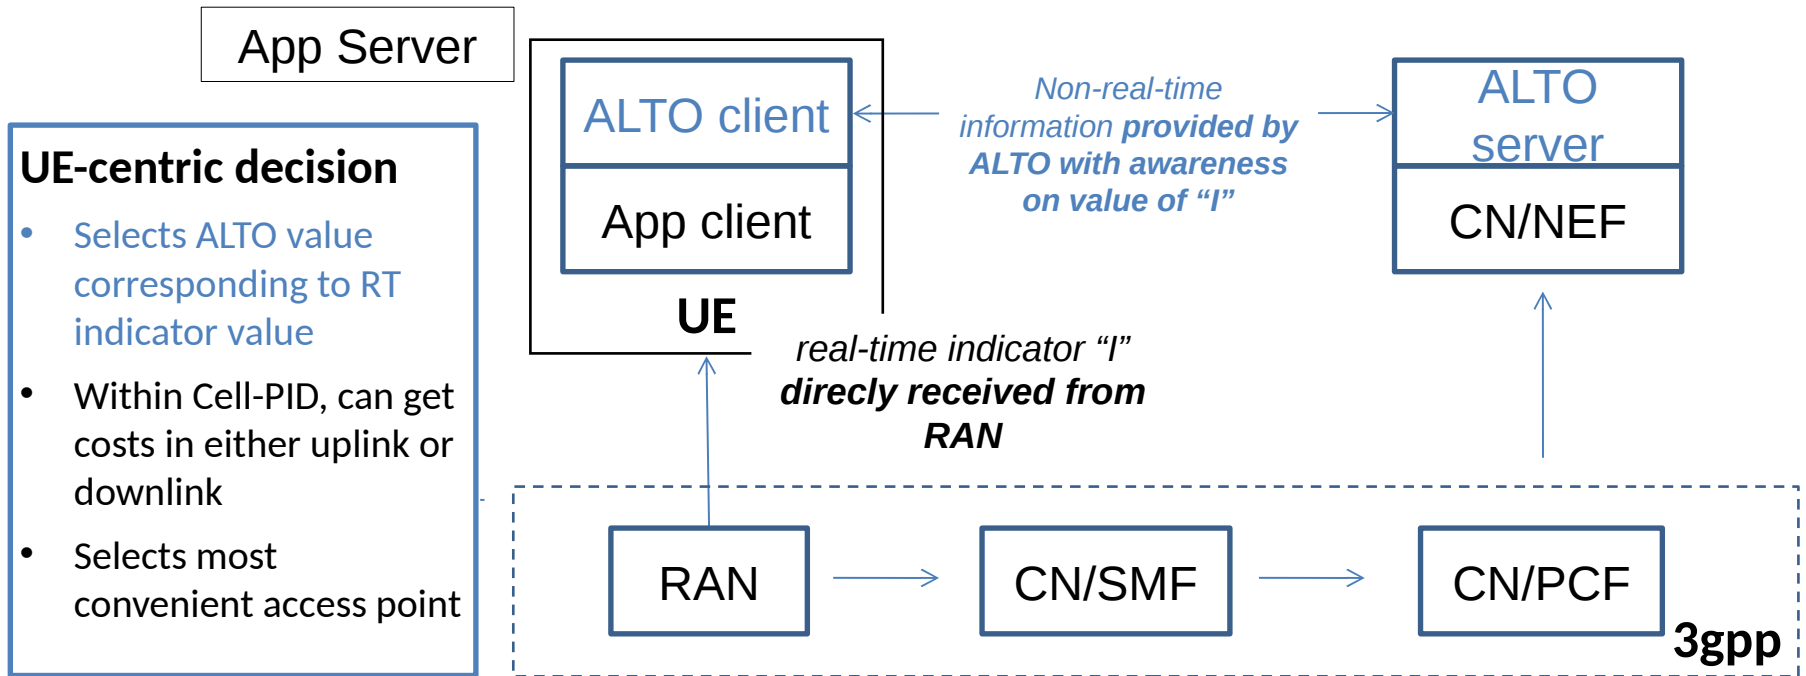 App Server
UE-centric decision
• Selects ALTO value
corresponding to RT
indicator value
• Within Cell-PID, can get
costs in either uplink or
downlink
• Selects most
convenient access point
ALTO client
App client
UE
Non-real-time
information provided by
ALTO with awareness
on value of “I”
ALTO
server
CN/NEF
real-time indicator “I”
direcly received from
RAN
RAN
CN/SMF
CN/PCF
3gpp